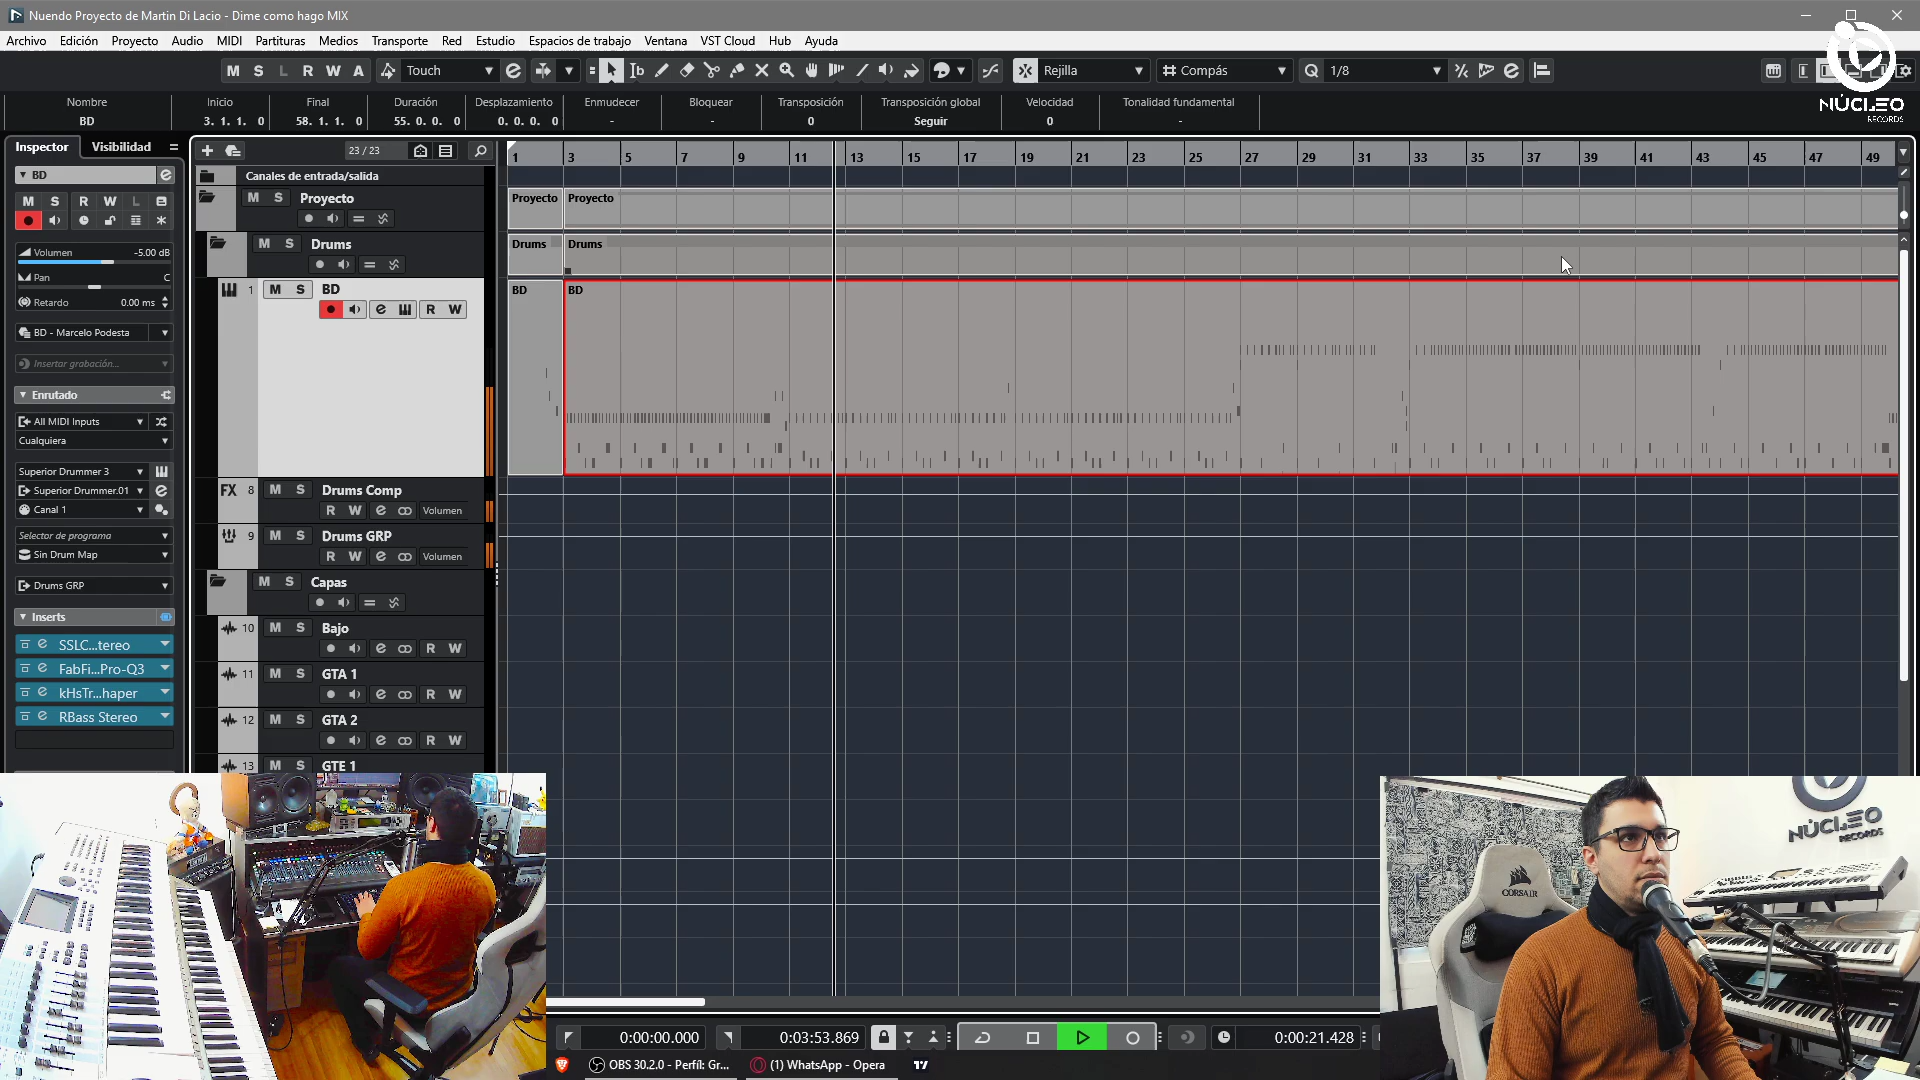 Nuendo Proyecto de Martin Di Lacio - Dime como hago MIX
Archivo Edición Proyecto Audio MIDI Partituras Medios Transporte Red Estudio Espacios de trabajo Ventana VST Cloud Hub Ayuda
M S L R W A Touch Rejilla Compás Q 1/8
NÚCLEO
RECORDS
Nombre Inicio Final Duración Desplazamiento Enmudecer Bloquear Transposición Transposición global Velocidad Tonalidad fundamental
BD 3. 1. 1. 0 58. 1. 1. 0 55. 0. 0. 0 0. 0. 0. 0 - - 0 Seguir 0 -
Inspector Visibilidad
23 / 23
1 3 5 7 9 11 13 15 17 19 21 23 25 27 29 31 33 35 37 39 41 43 45 47 49
BD
M S R W L
Volumen -5.00 dB
Pan C
Retardo 0.00 ms
BD - Marcelo Podesta
Insertar grabación...
Enrutado
All MIDI Inputs
Cualquiera
Superior Drummer 3
Superior Drummer.01
Canal 1
Selector de programa
Sin Drum Map
Drums GRP
Inserts
SSLC...tereo
FabFi...Pro-Q3
kHsTr...haper
RBass Stereo
Canales de entrada/salida
M S Proyecto
M S Drums
1 M S BD
R W
FX 8 M S Drums Comp
R W Volumen
9 M S Drums GRP
R W Volumen
M S Capas
10 M S Bajo
R W
11 M S GTA 1
R W
12 M S GTA 2
R W
13 M S GTE 1
Proyecto Proyecto
Drums Drums
BD BD
CORSAIR
NÚCLEO
RECORDS
0:00:00.000 0:03:53.869 0:00:21.428
OBS 30.2.0 - Perfil: Gr... (1) WhatsApp - Opera